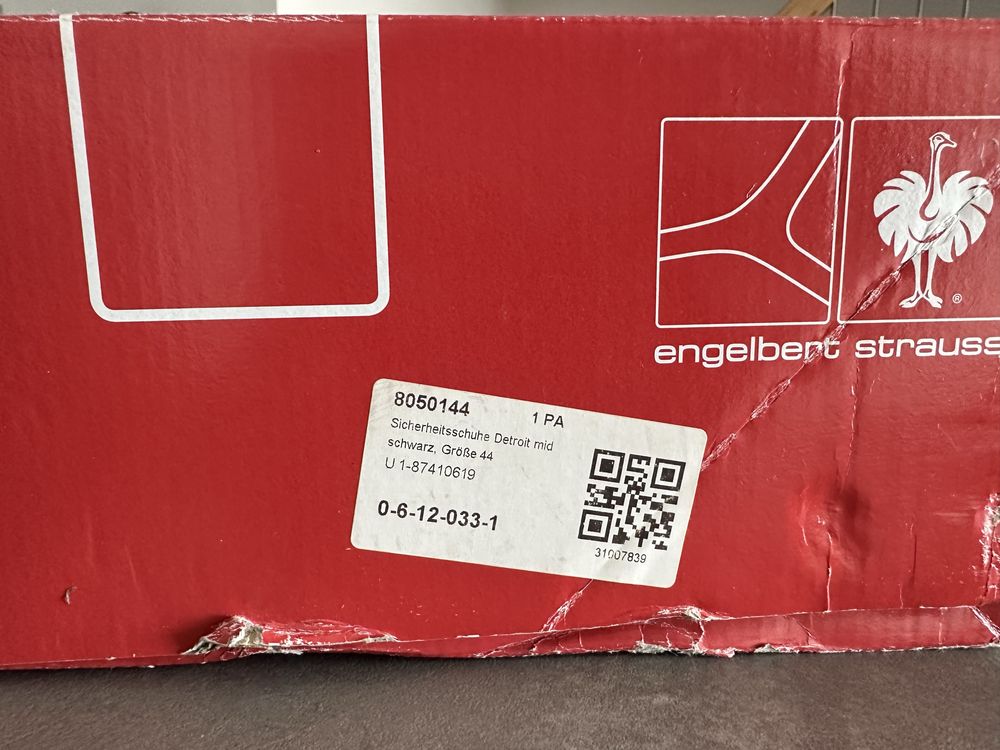 ®
engelbert strauss
8050144 1 PA
Sicherheitsschuhe Detroit mid
schwarz, Größe 44
U 1-87410619
0-6-12-033-1
31007839